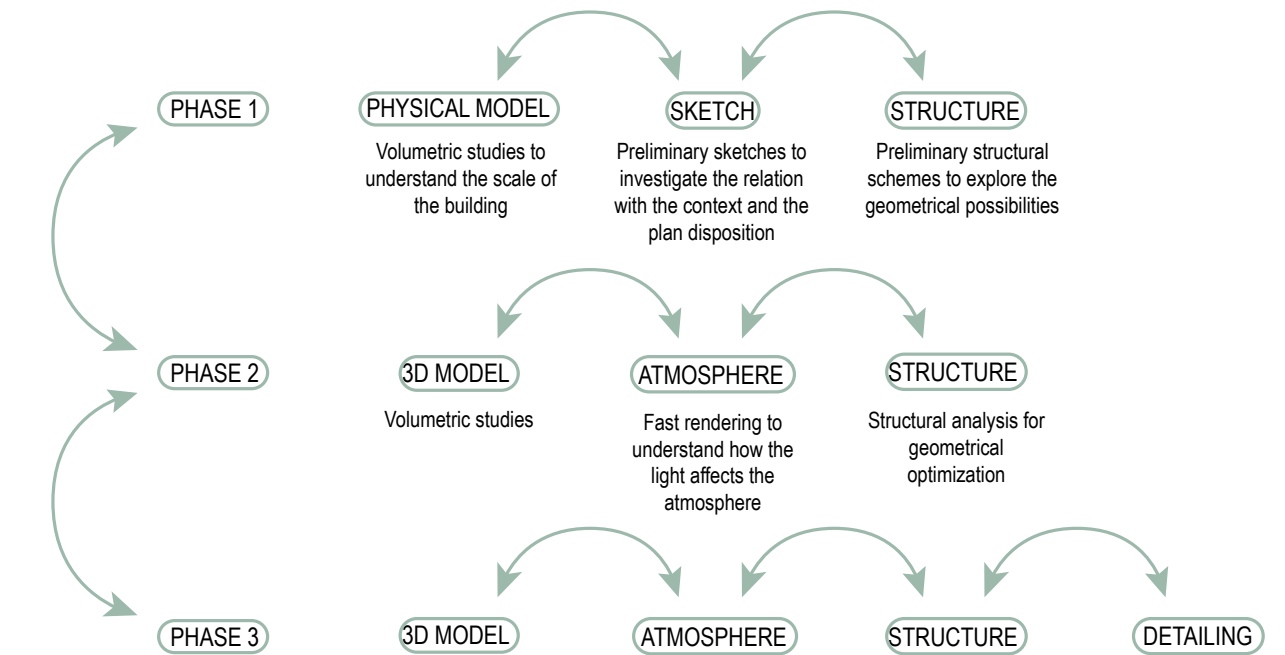 PHASE 1
PHYSICAL MODEL
Volumetric studies to
understand the scale of
the building
SKETCH
Preliminary sketches to
investigate the relation
with the context and the
plan disposition
STRUCTURE
Preliminary structural
schemes to explore the
geometrical possibilities
PHASE 2
3D MODEL
Volumetric studies
ATMOSPHERE
Fast rendering to
understand how the
light affects the
atmosphere
STRUCTURE
Structural analysis for
geometrical
optimization
PHASE 3
3D MODEL
ATMOSPHERE
STRUCTURE
DETAILING